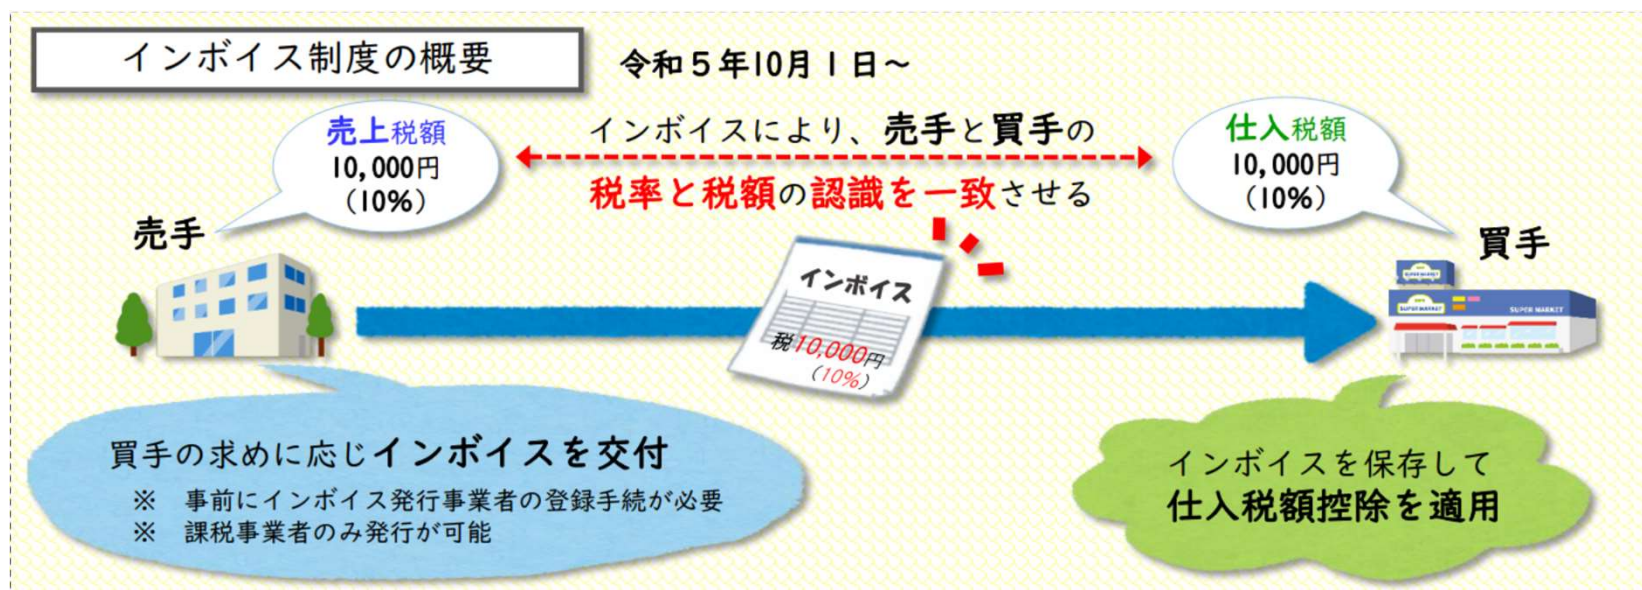 インボイス制度の概要
令和５年10月１日～
売上税額
10,000円
（10%）
インボイスにより、売手と買手の
税率と税額の認識を一致させる
仕入税額
10,000円
（10%）
売手
買手
インボイス
税10,000円
（10%）
SUPER MARKET
SUPER MARKET
SUPER MARKET
買手の求めに応じインボイスを交付
※　事前にインボイス発行事業者の登録手続が必要
※　課税事業者のみ発行が可能
インボイスを保存して
仕入税額控除を適用